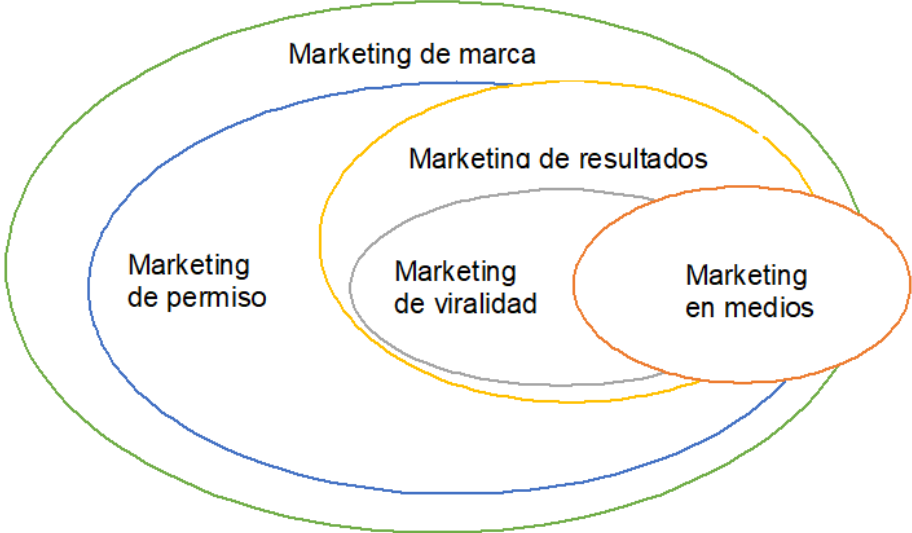 Marketing de marca
Marketing de resultados
Marketing
de permiso
Marketing
de viralidad
Marketing
en medios